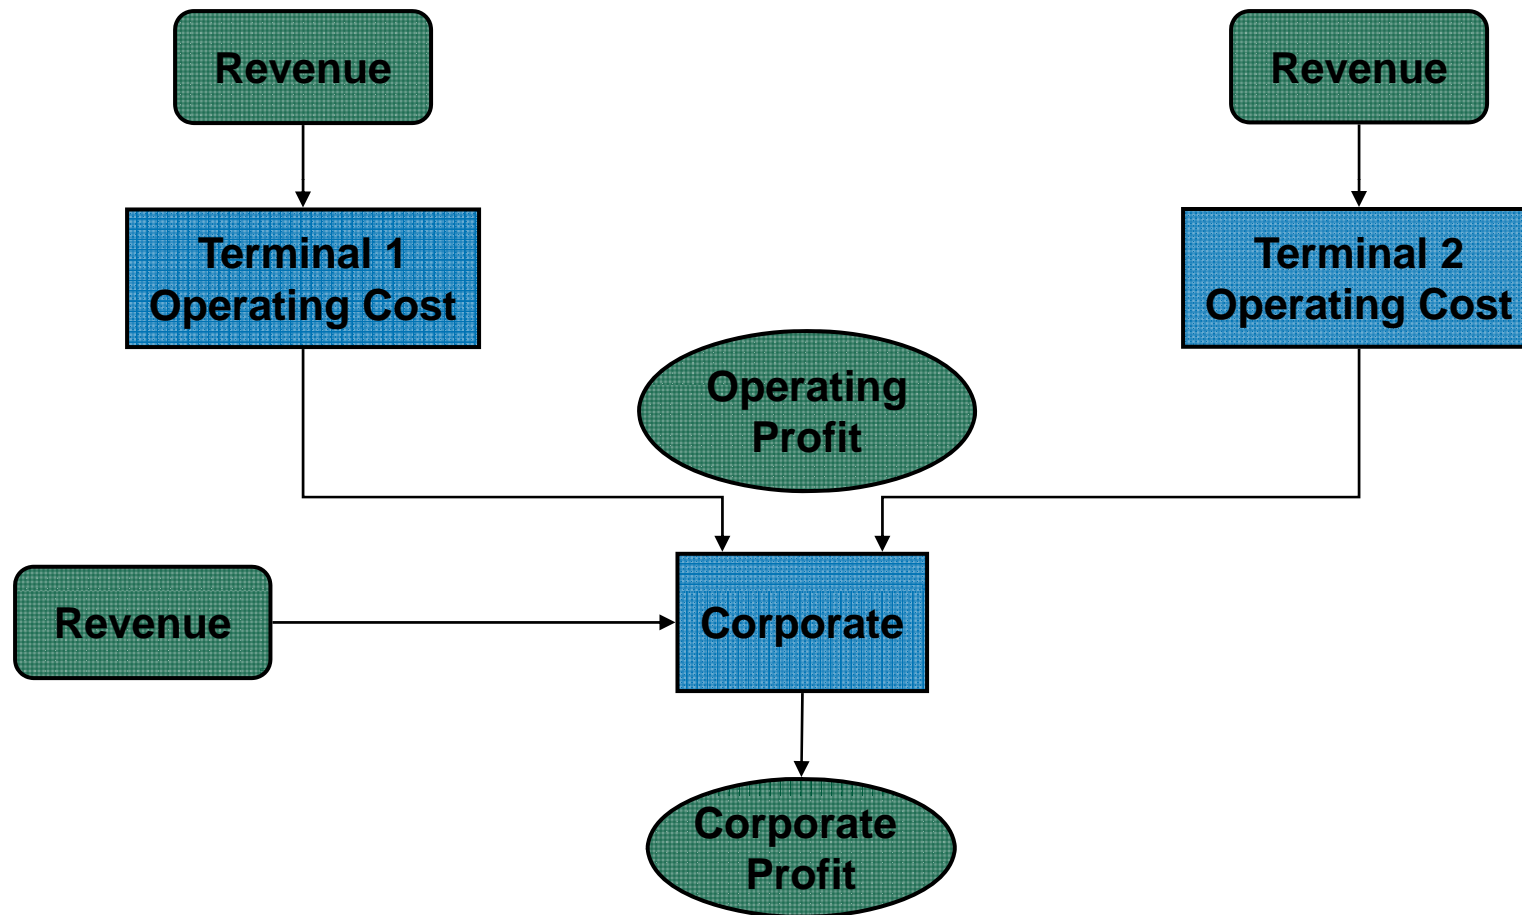 Revenue
Revenue
Terminal 1
Operating Cost
Terminal 2
Operating Cost
Operating
Profit
Revenue
Corporate
Corporate
Profit